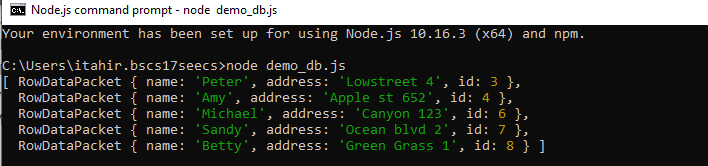 Node.js command prompt - node demo_db.js
Your environment has been set up for using Node.js 10.16.3 (x64) and npm.
C:\Users\itahir.bscs17seecs>node demo_db.js
[ RowDataPacket { name: 'Peter', address: 'Lowstreet 4', id: 3 },
  RowDataPacket { name: 'Amy', address: 'Apple st 652', id: 4 },
  RowDataPacket { name: 'Michael', address: 'Canyon 123', id: 6 },
  RowDataPacket { name: 'Sandy', address: 'Ocean blvd 2', id: 7 },
  RowDataPacket { name: 'Betty', address: 'Green Grass 1', id: 8 } ]